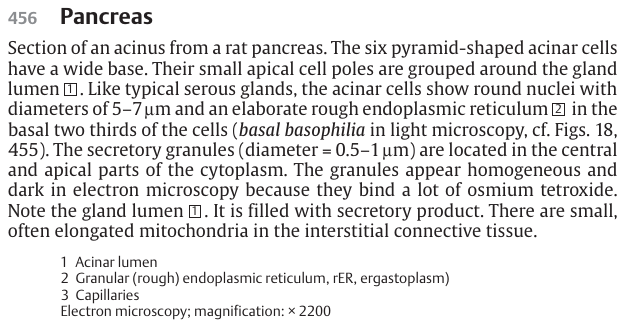 456 Pancreas
Section of an acinus from a rat pancreas. The six pyramid-shaped acinar cells
have a wide base. Their small apical cell poles are grouped around the gland
lumen 1. Like typical serous glands, the acinar cells show round nuclei with
diameters of 5–7 μm and an elaborate rough endoplasmic reticulum 2 in the
basal two thirds of the cells (basal basophilia in light microscopy, cf. Figs. 18,
455). The secretory granules (diameter = 0.5–1 μm) are located in the central
and apical parts of the cytoplasm. The granules appear homogeneous and
dark in electron microscopy because they bind a lot of osmium tetroxide.
Note the gland lumen 1. It is filled with secretory product. There are small,
often elongated mitochondria in the interstitial connective tissue.
1 Acinar lumen
2 Granular (rough) endoplasmic reticulum, rER, ergastoplasm)
3 Capillaries
Electron microscopy; magnification: × 2200